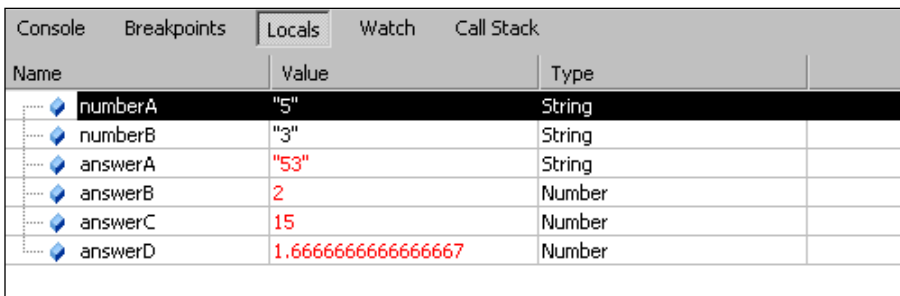 Console Breakpoints Locals Watch Call Stack
Name Value Type
numberA "5" String
numberB "3" String
answerA "53" String
answerB 2 Number
answerC 15 Number
answerD 1.6666666666666667 Number